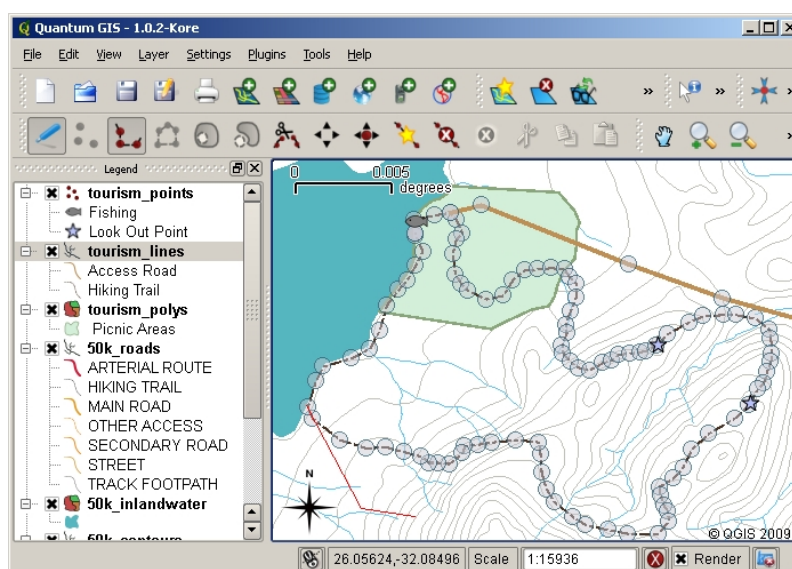 Quantum GIS - 1.0.2-Kore
File Edit View Layer Settings Plugins Tools Help
»
»
»
»
Legend
tourism_points
Fishing
Look Out Point
tourism_lines
Access Road
Hiking Trail
tourism_polys
Picnic Areas
50k_roads
ARTERIAL ROUTE
HIKING TRAIL
MAIN ROAD
OTHER ACCESS
SECONDARY ROAD
STREET
TRACK FOOTPATH
50k_inlandwater
50k_contours
0 0.005
degrees
N
© QGIS 2009
26.05624,-32.08496 Scale 1:15936 Render